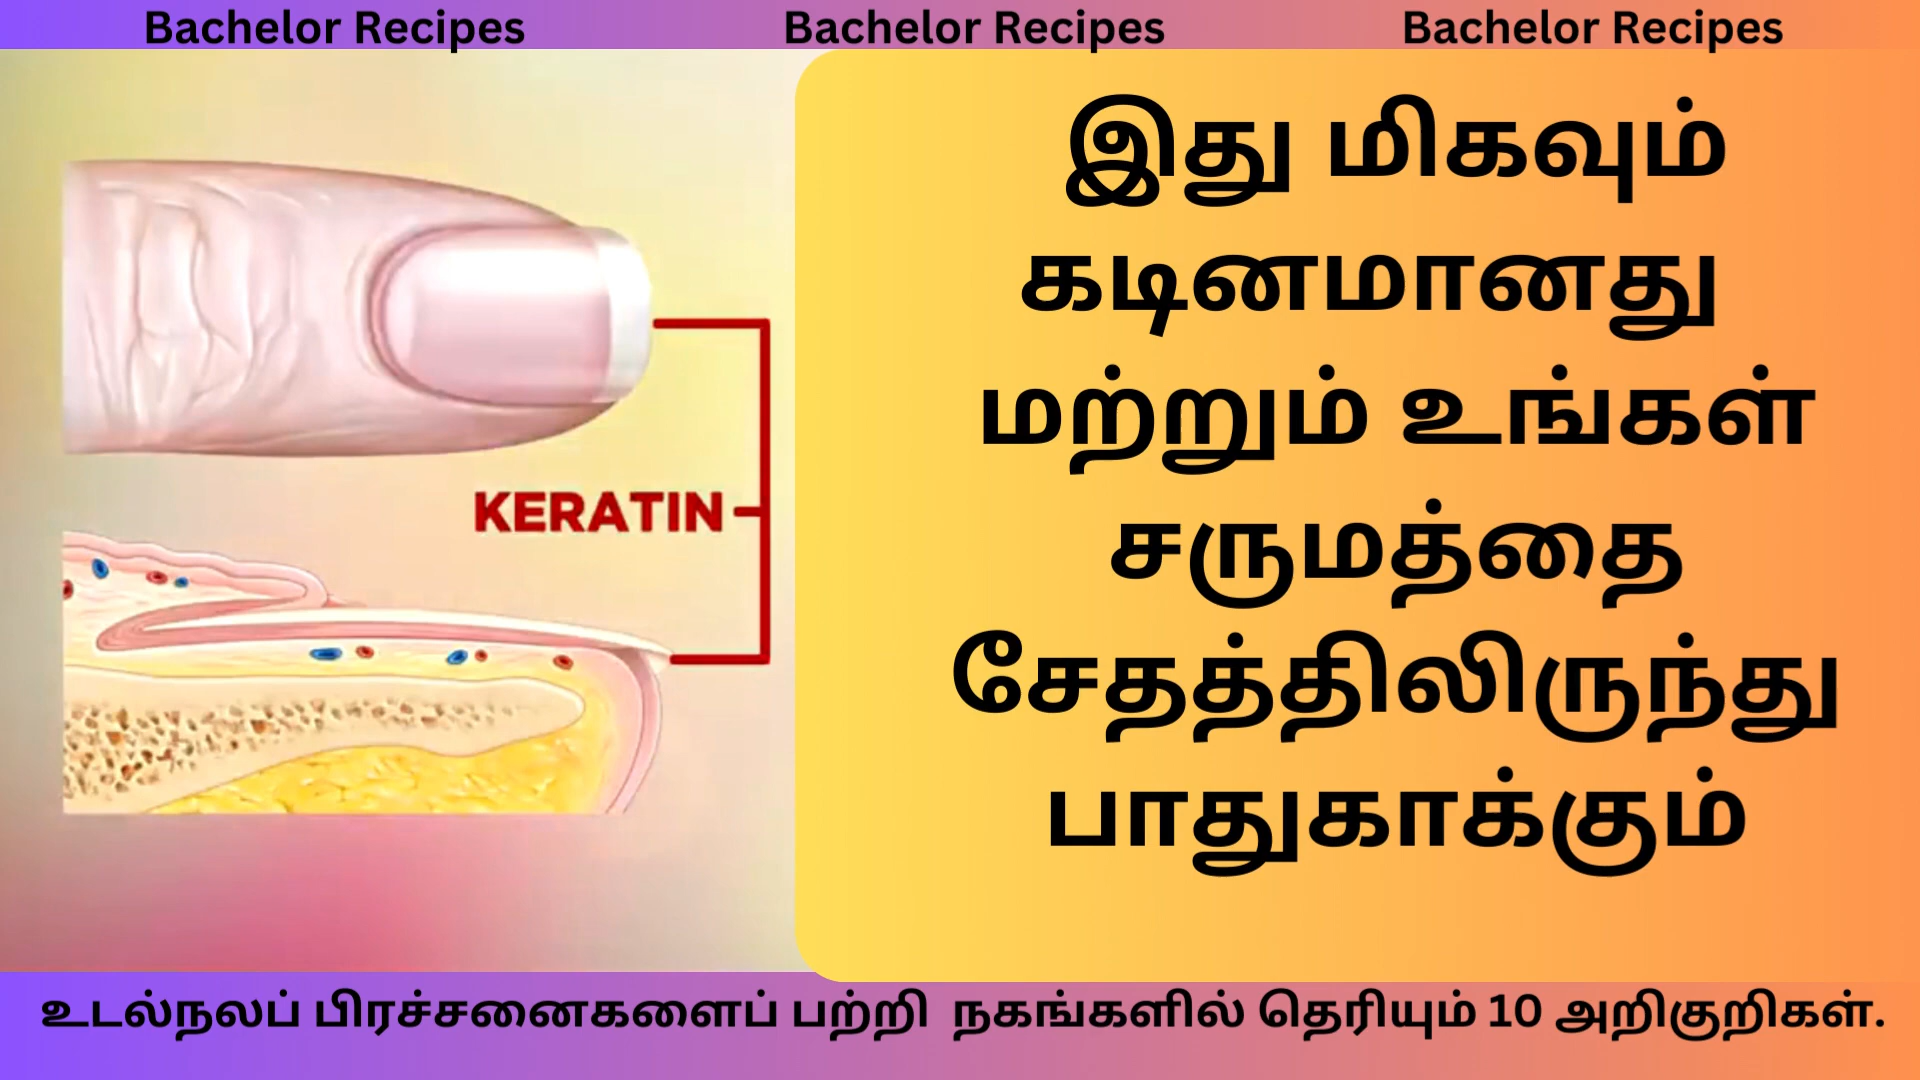 Bachelor Recipes Bachelor Recipes Bachelor Recipes
இது மிகவும்
கடினமானது
மற்றும் உங்கள்
சருமத்தை
சேதத்திலிருந்து
பாதுகாக்கும்
KERATIN
உடல்நலப் பிரச்சனைகளைப் பற்றி நகங்களில் தெரியும் 10 அறிகுறிகள்.